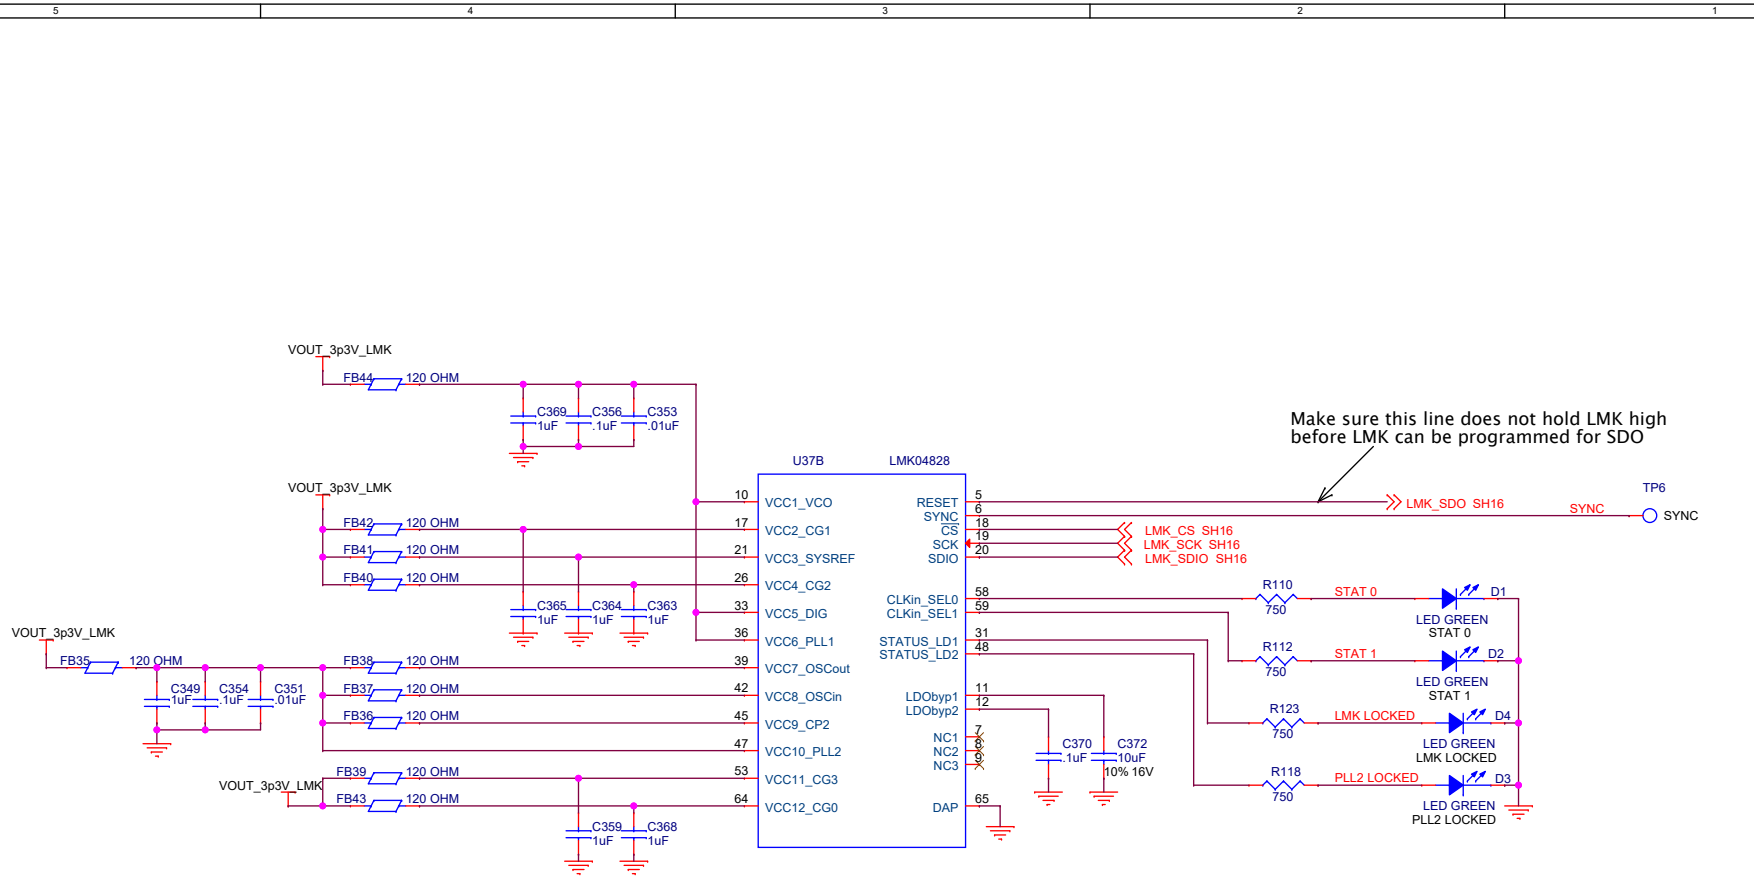 5 4 3 2 1
VOUT_3p3V_LMK
FB44 120 OHM
C369 C356 C353
1uF .1uF .01uF
Make sure this line does not hold LMK high
before LMK can be programmed for SDO
U37B LMK04828
VOUT_3p3V_LMK
TP6
10 VCC1_VCO RESET 5 LMK_SDO SH16
SYNC 6 SYNC SYNC
FB42 120 OHM 17 VCC2_CG1 CS 18 LMK_CS SH16
SCK 19 LMK_SCK SH16
FB41 120 OHM 21 VCC3_SYSREF SDIO 20 LMK_SDIO SH16
FB40 120 OHM 26 VCC4_CG2
CLKin_SEL0 58 R110 750 STAT 0 D1
LED GREEN
STAT 0
C365 C364 C363
1uF 1uF 1uF
33 VCC5_DIG CLKin_SEL1 59
36 VCC6_PLL1 STATUS_LD1 31
STATUS_LD2 48 R112 750 STAT 1 D2
LED GREEN
STAT 1
VOUT_3p3V_LMK
FB35 120 OHM FB38 120 OHM 39 VCC7_OSCout
C349 C354 C351
1uF .1uF .01uF
FB37 120 OHM 42 VCC8_OSCin LDObyp1 11
LDObyp2 12
FB36 120 OHM 45 VCC9_CP2
R123 750 LMK LOCKED D4
LED GREEN
LMK LOCKED
NC1 7
47 VCC10_PLL2 NC2 8
NC3 9
C370 C372
.1uF 10uF
10% 16V
VOUT_3p3V_LMK
FB39 120 OHM 53 VCC11_CG3
R118 750 PLL2 LOCKED D3
LED GREEN
PLL2 LOCKED
FB43 120 OHM 64 VCC12_CG0 DAP 65
C359 C368
1uF 1uF